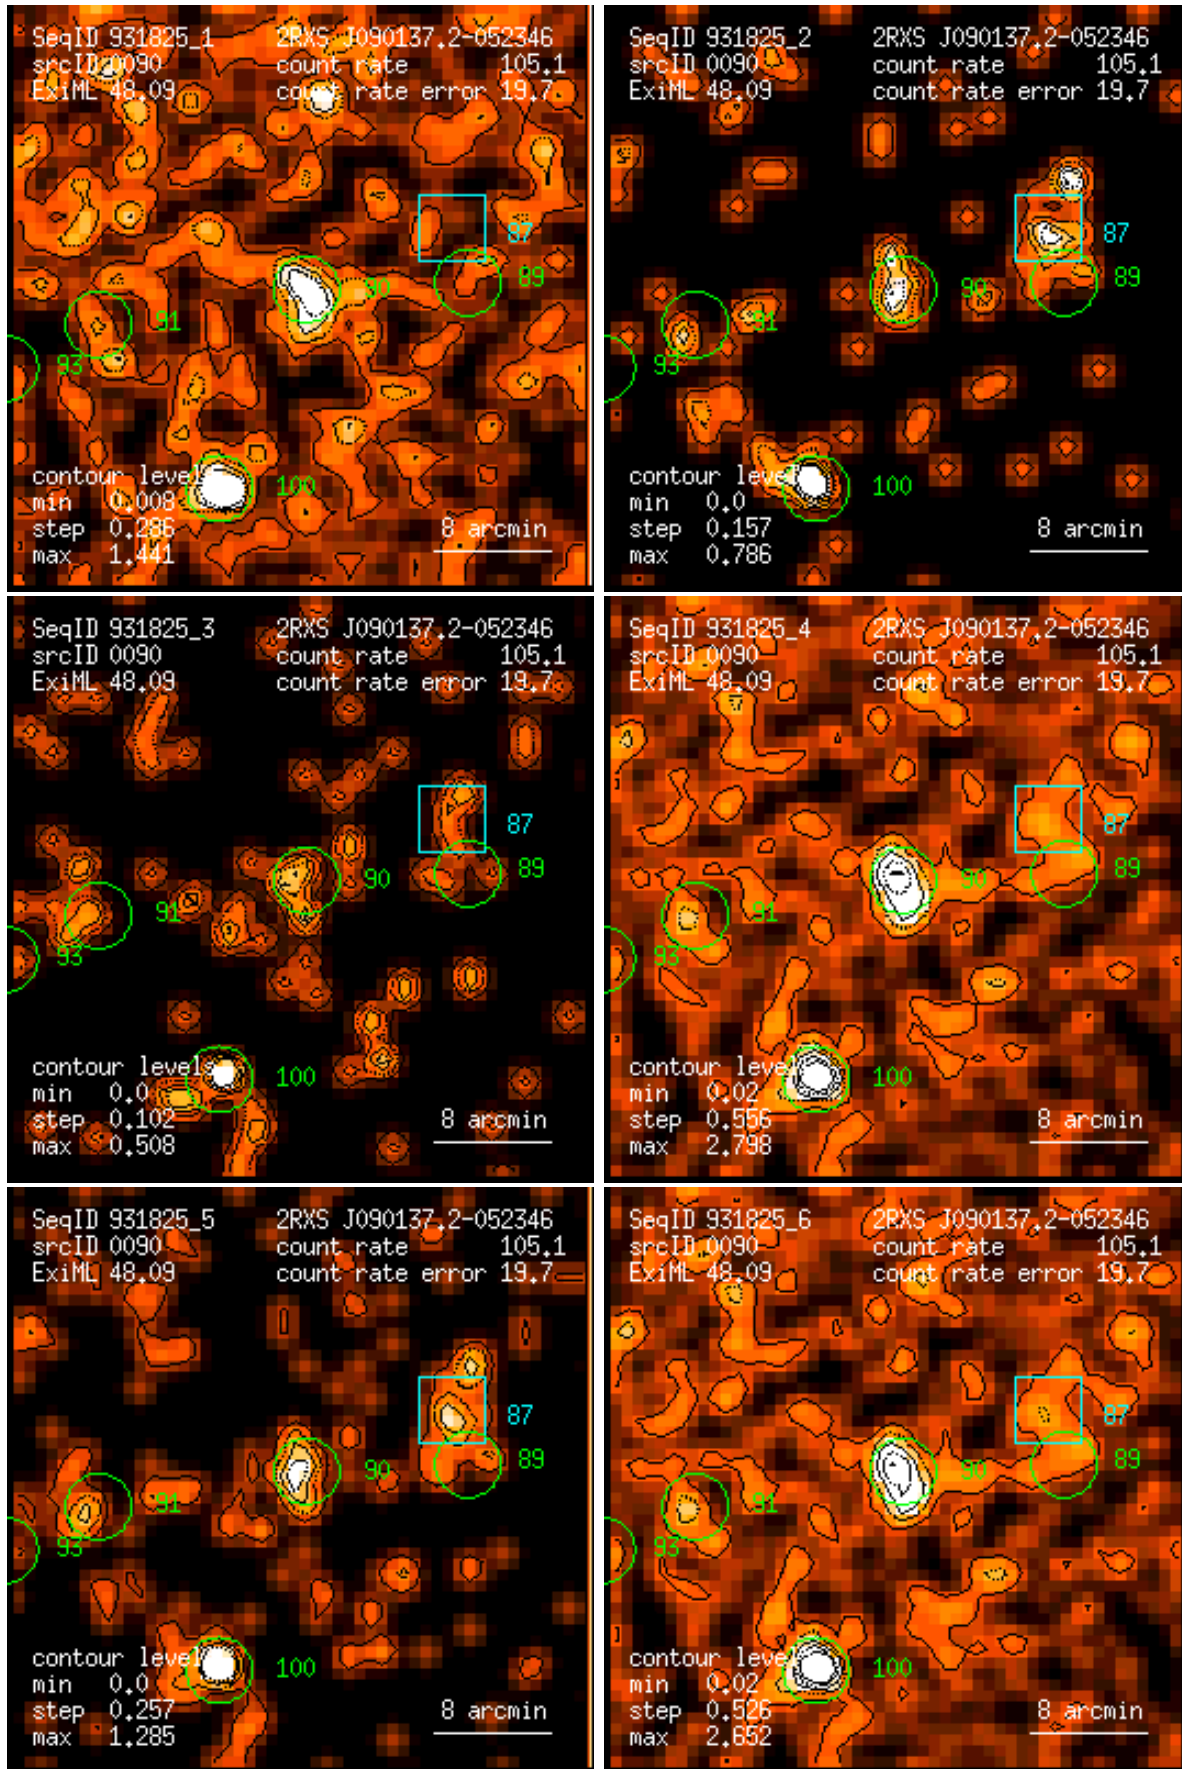 SeqID 931825_1 2RXS J090137.2-052346
srcID 0090 count rate 105.1
ExiML 48.09 count rate error 19.7
87
89
90
91
93
100
contour level
min 0.008
step 0.286
max 1.441
8 arcmin
SeqID 931825_2 2RXS J090137.2-052346
srcID 0090 count rate 105.1
ExiML 48.09 count rate error 19.7
87
89
90
91
93
100
contour level
min 0.0
step 0.157
max 0.786
8 arcmin
SeqID 931825_3 2RXS J090137.2-052346
srcID 0090 count rate 105.1
ExiML 48.09 count rate error 19.7
87
89
90
91
93
100
contour levels
min 0.0
step 0.102
max 0.508
8 arcmin
SeqID 931825_4 2RXS J090137.2-052346
srcID 0090 count rate 105.1
ExiML 48.09 count rate error 19.7
87
89
90
91
93
100
contour level
min 0.02
step 0.556
max 2.798
8 arcmin
SeqID 931825_5 2RXS J090137.2-052346
srcID 0090 count rate 105.1
ExiML 48.09 count rate error 19.7
87
89
90
91
93
100
contour level
min 0.0
step 0.257
max 1.285
8 arcmin
SeqID 931825_6 2RXS J090137.2-052346
srcID 0090 count rate 105.1
ExiML 48.09 count rate error 19.7
87
89
90
91
93
100
contour level
min 0.02
step 0.526
max 2.652
8 arcmin